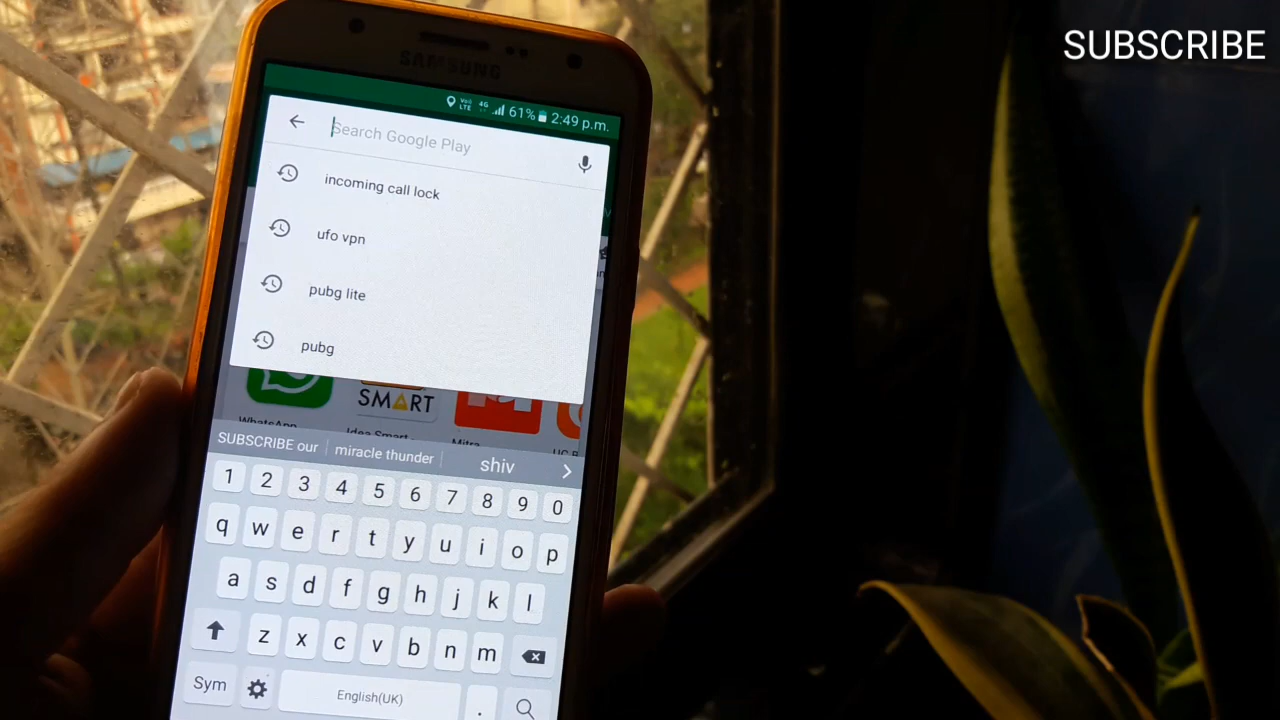 SUBSCRIBE
SAMSUNG
VoLTE 4G 61% 2:49 p.m.
Search Google Play
incoming call lock
ufo vpn
pubg lite
pubg
SMART
WhatsApp Idea Smart - Mitra
SUBSCRIBE our miracle thunder shiv
1 2 3 4 5 6 7 8 9 0
q w e r t y u i o p
a s d f g h j k l
z x c v b n m
Sym English(UK) .